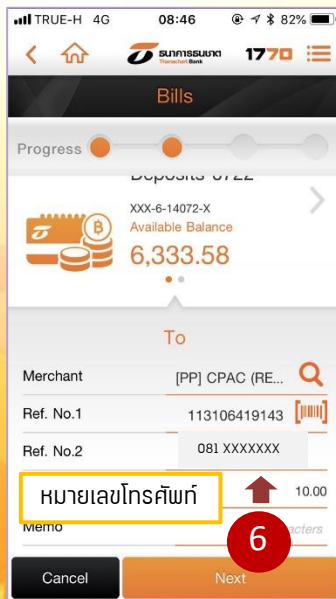 TRUE-H 4G 08:46 82%
ธนาคารธนชาต
Thanachart Bank
1770
Bills
Progress
XXX-6-14072-X
Available Balance
6,333.58
To
Merchant [PP] CPAC (RE...
Ref. No.1 113106419143
Ref. No.2 081 XXXXXXX
หมายเลขโทรศัพท์ 10.00
Memo
6
Cancel Next